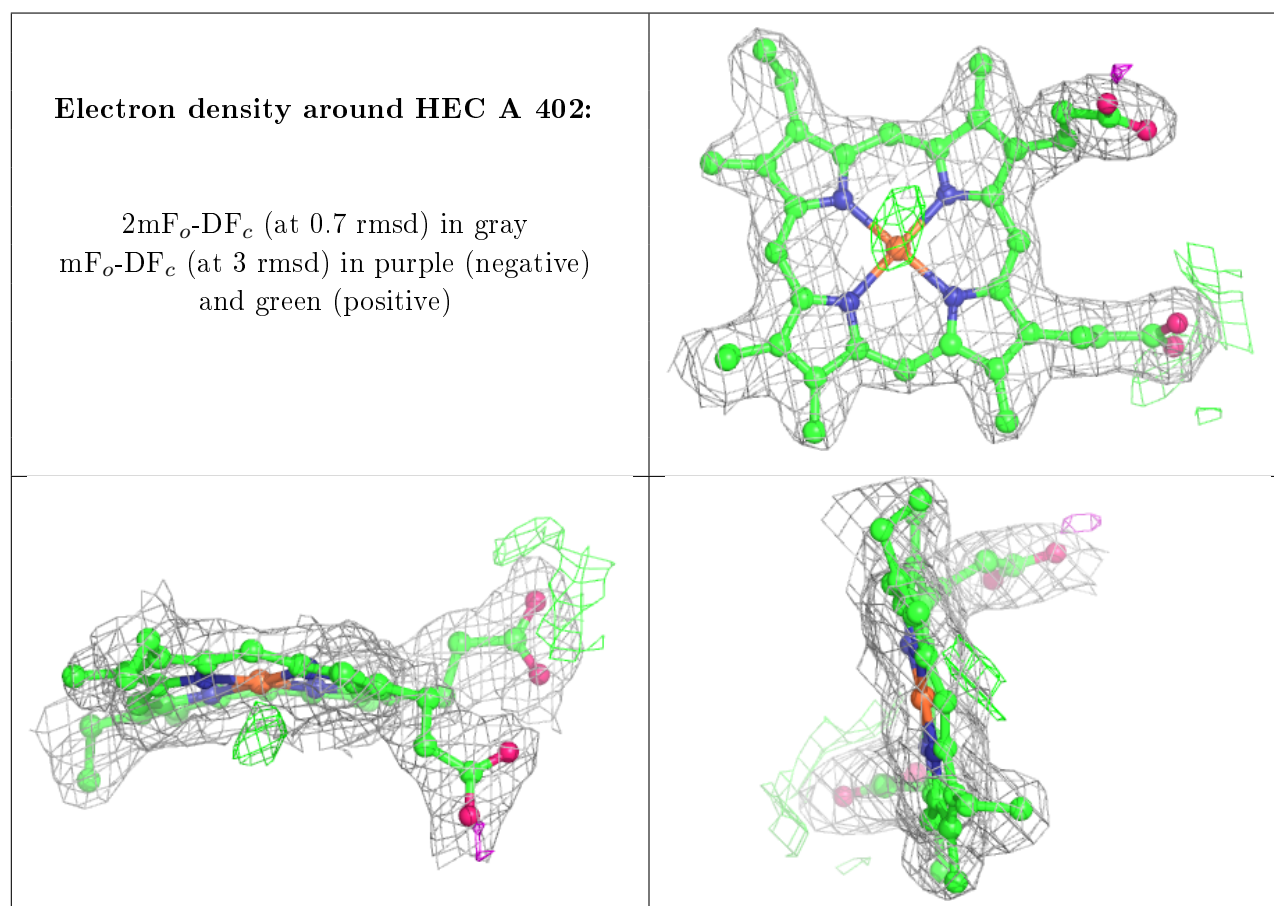 Electron density around HEC A 402:
2mFo-DFc (at 0.7 rmsd) in gray
mFo-DFc (at 3 rmsd) in purple (negative)
and green (positive)